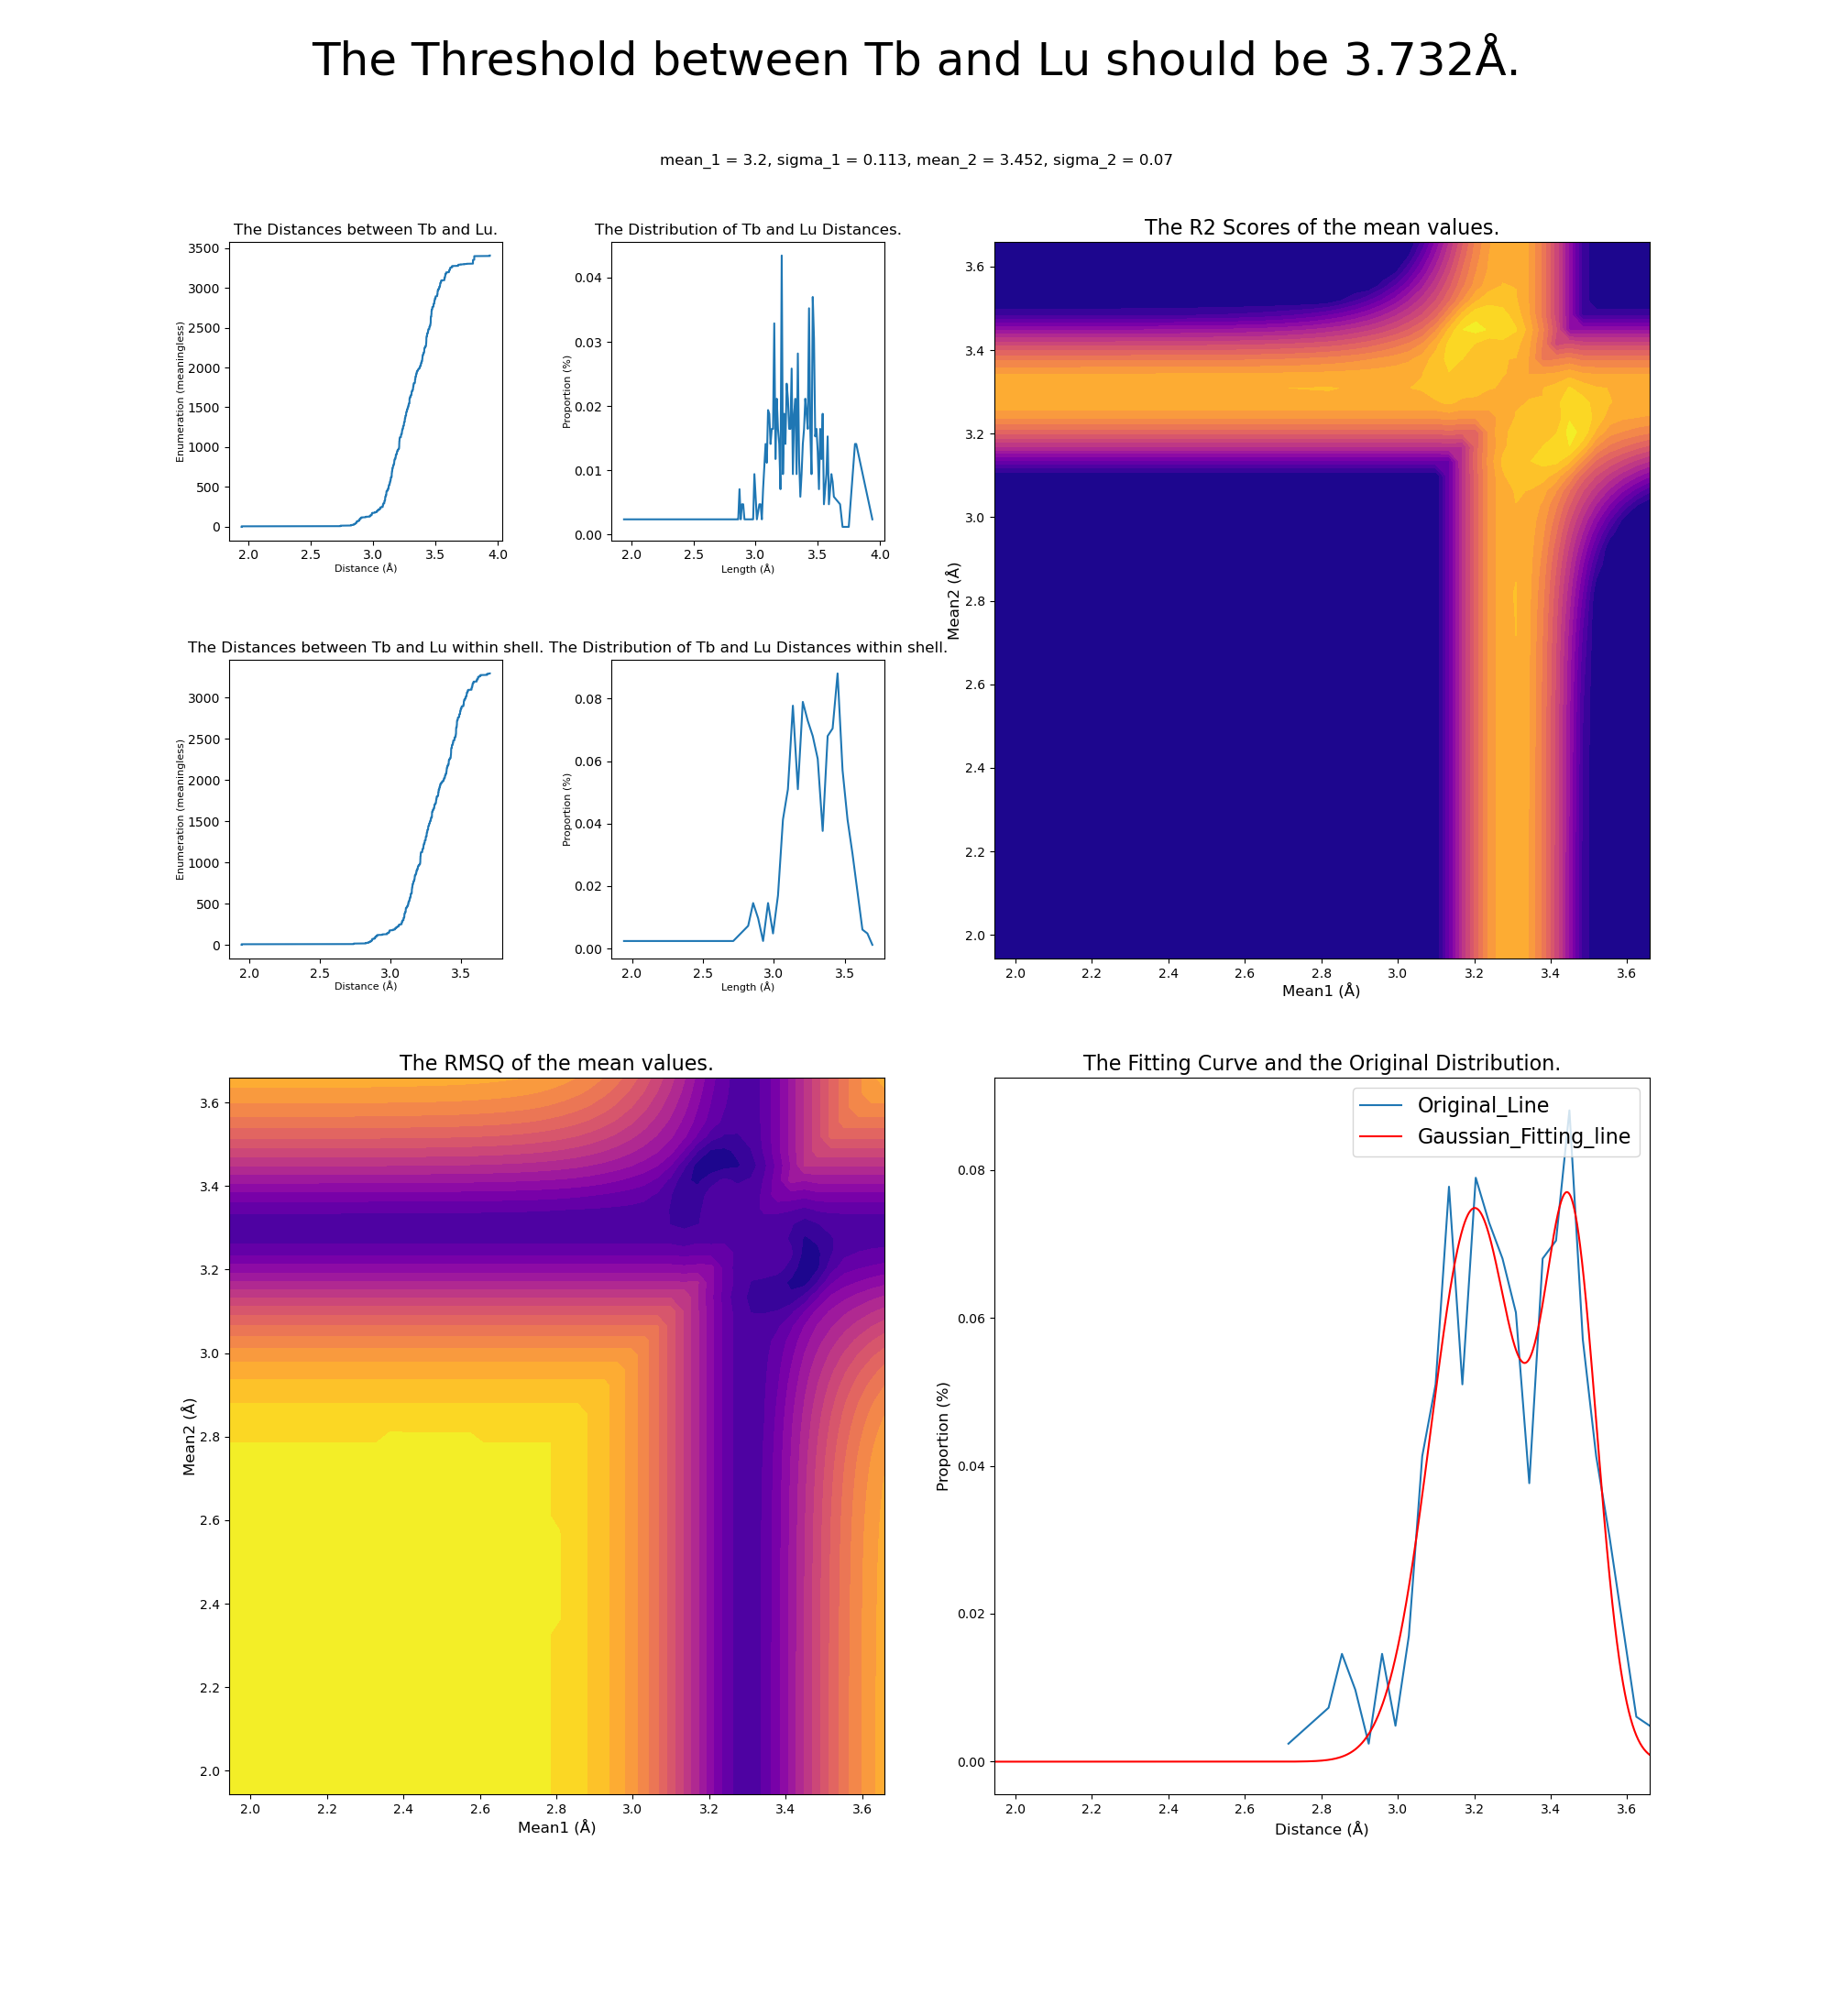 The Threshold between Tb and Lu should be 3.732Å.
mean_1 = 3.2, sigma_1 = 0.113, mean_2 = 3.452, sigma_2 = 0.07
The Distances between Tb and Lu.
3500
3000
2500
2000
1500
1000
500
0
Enumeration (meaningless)
2.0 2.5 3.0 3.5 4.0
Distance (Å)
The Distribution of Tb and Lu Distances.
0.04
0.03
0.02
0.01
0.00
Proportion (%)
2.0 2.5 3.0 3.5 4.0
Length (Å)
The R2 Scores of the mean values.
3.6
3.4
3.2
3.0
2.8
2.6
2.4
2.2
2.0
Mean2 (Å)
2.0 2.2 2.4 2.6 2.8 3.0 3.2 3.4 3.6
Mean1 (Å)
The Distances between Tb and Lu within shell.
3000
2500
2000
1500
1000
500
0
Enumeration (meaningless)
2.0 2.5 3.0 3.5
Distance (Å)
The Distribution of Tb and Lu Distances within shell.
0.08
0.06
0.04
0.02
0.00
Proportion (%)
2.0 2.5 3.0 3.5
Length (Å)
The RMSQ of the mean values.
3.6
3.4
3.2
3.0
2.8
2.6
2.4
2.2
2.0
Mean2 (Å)
2.0 2.2 2.4 2.6 2.8 3.0 3.2 3.4 3.6
Mean1 (Å)
The Fitting Curve and the Original Distribution.
Original_Line
Gaussian_Fitting_line
0.08
0.06
0.04
0.02
0.00
Proportion (%)
2.0 2.2 2.4 2.6 2.8 3.0 3.2 3.4 3.6
Distance (Å)